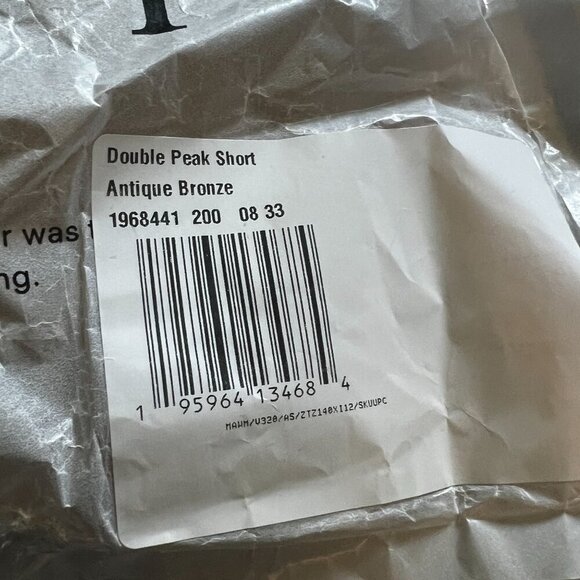 Double Peak Short
Antique Bronze
1968441 200 08 33
r was
ng.
1 95964 13468 4
MAWM/V320/AS/ZTZ140XI12/SKUUPC